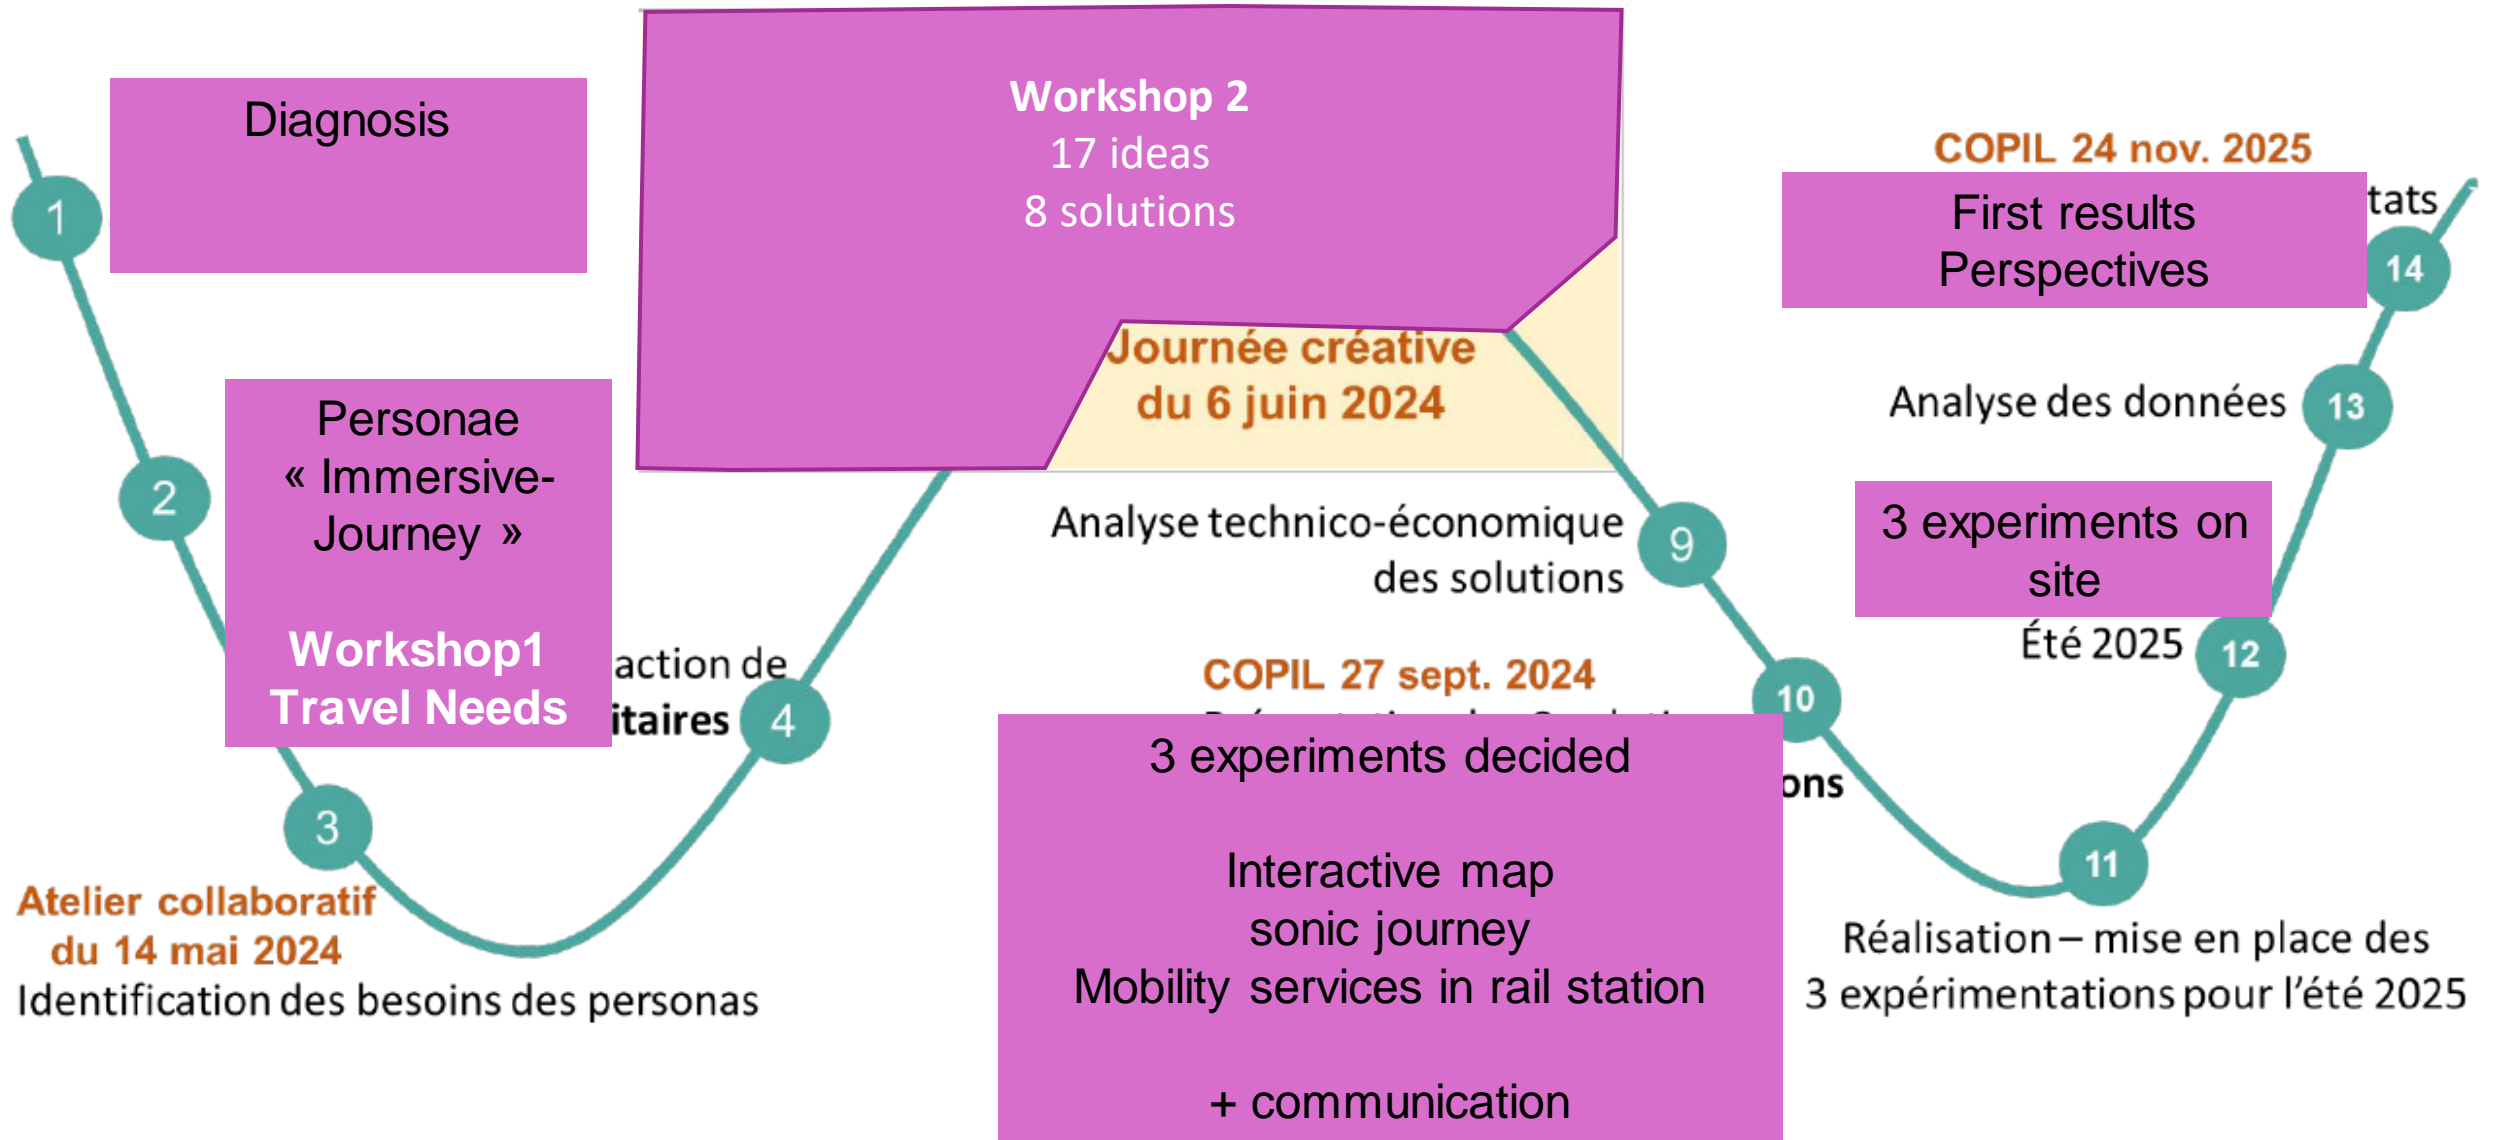 Diagnosis
1
2
Personae
« Immersive-
Journey »
Workshop1
Travel Needs
3
Atelier collaboratif
du 14 mai 2024
Identification des besoins des personas
action de
itaires
4
Workshop 2
17 ideas
8 solutions
Journée créative
du 6 juin 2024
Analyse technico-économique
des solutions
9
COPIL 27 sept. 2024
10
ons
3 experiments decided
Interactive map
sonic journey
Mobility services in rail station
+ communication
11
Réalisation – mise en place des
3 expérimentations pour l'été 2025
3 experiments on
site
Été 2025
12
Analyse des données
13
COPIL 24 nov. 2025
tats
First results
Perspectives
14